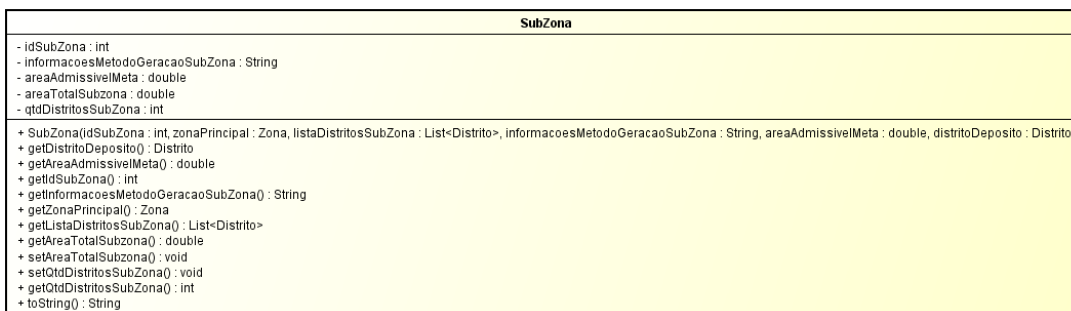 SubZona
- idSubZona : int
- informacoesMetodoGeracaoSubZona : String
- areaAdmissivelMeta : double
- areaTotalSubzona : double
- qtdDistritosSubZona : int
+ SubZona(idSubZona : int, zonaPrincipal : Zona, listaDistritosSubZona : List<Distrito>, informacoesMetodoGeracaoSubZona : String, areaAdmissivelMeta : double, distritoDeposito : Distrito
+ getDistritoDeposito() : Distrito
+ getAreaAdmissivelMeta() : double
+ getIdSubZona() : int
+ getInformacoesMetodoGeracaoSubZona() : String
+ getZonaPrincipal() : Zona
+ getListaDistritosSubZona() : List<Distrito>
+ getAreaTotalSubzona() : double
+ setAreaTotalSubzona() : void
+ setQtdDistritosSubZona() : void
+ getQtdDistritosSubZona() : int
+ toString() : String